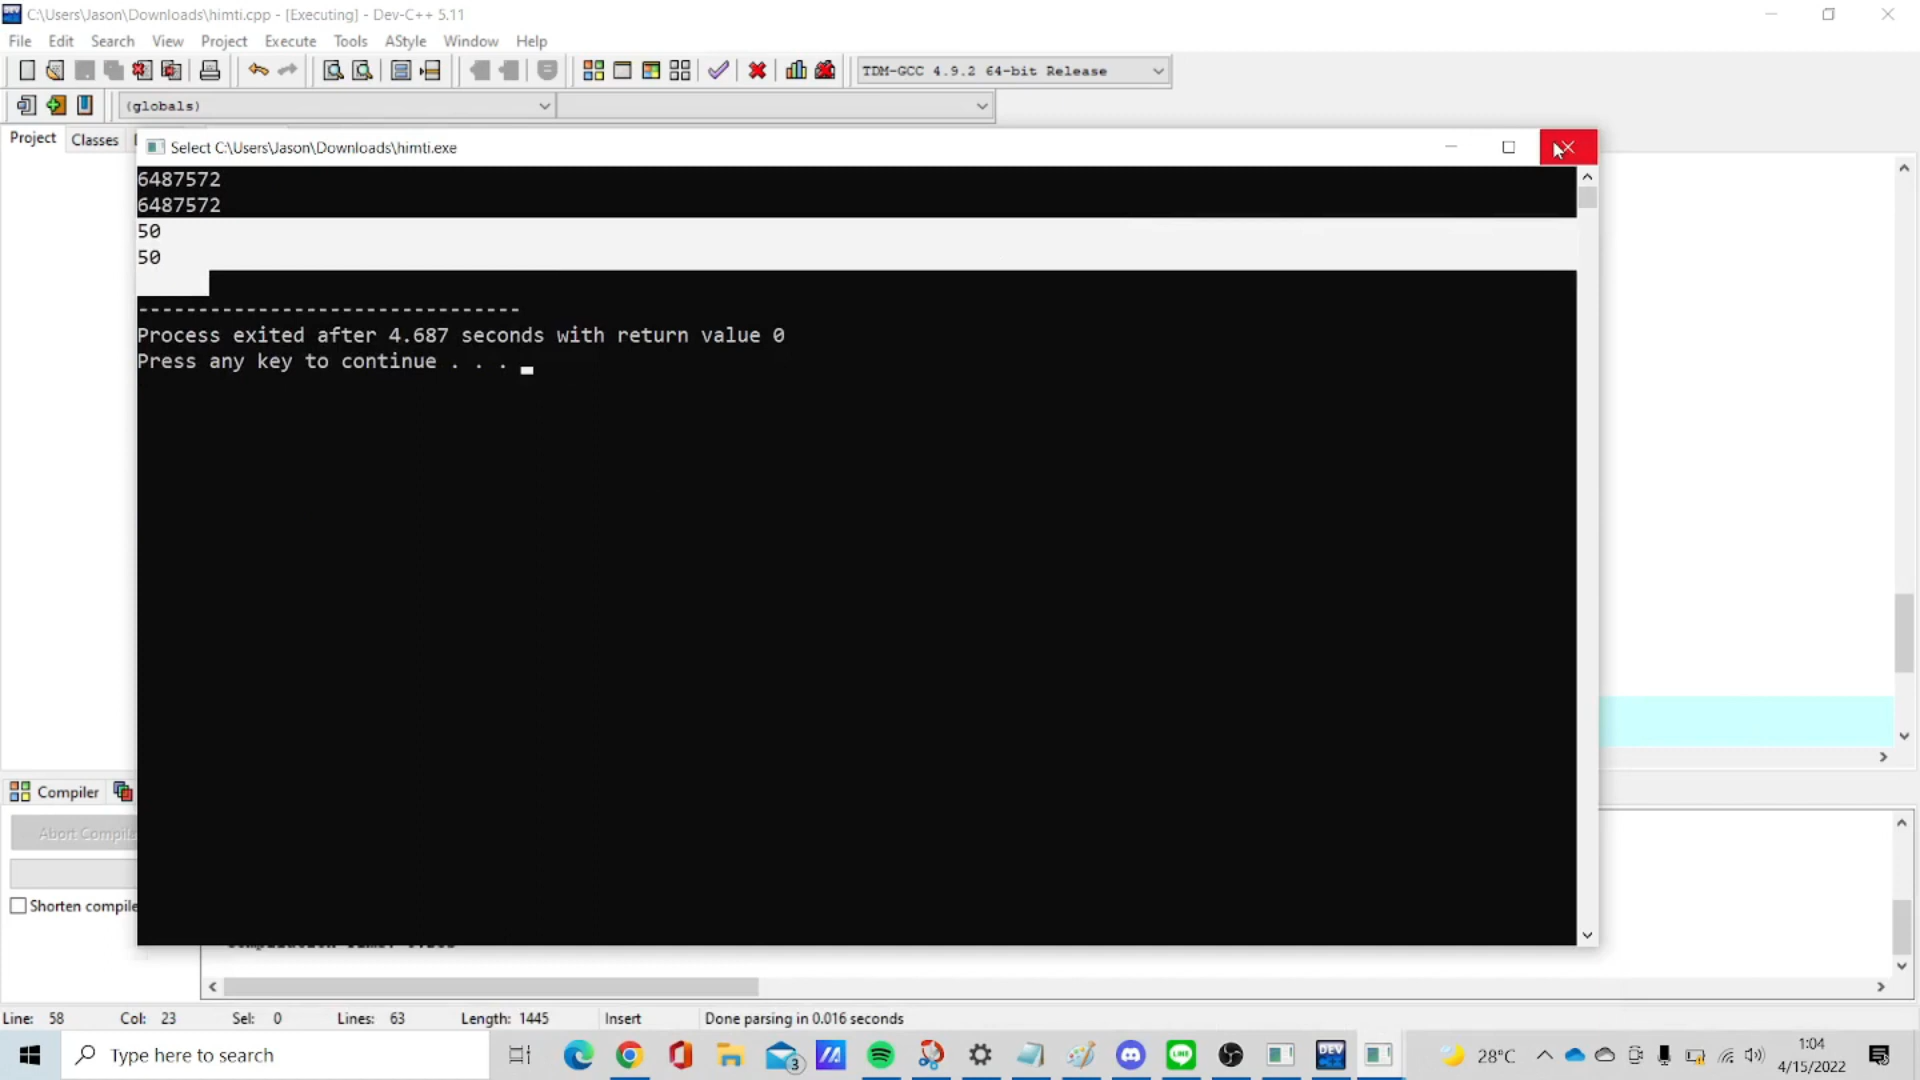 C:\Users\Jason\Downloads\himti.cpp - [Executing] - Dev-C++ 5.11
File Edit Search View Project Execute Tools AStyle Window Help
TDM-GCC 4.9.2 64-bit Release
(globals)
Project Classes
Select C:\Users\Jason\Downloads\himti.exe
6487572
6487572
50
50
--------------------------------
Process exited after 4.687 seconds with return value 0
Press any key to continue . . .
Compiler
Abort Compile
Shorten compile
Line: 58 Col: 23 Sel: 0 Lines: 63 Length: 1445 Insert Done parsing in 0.016 seconds
Type here to search
3
DEV
28°C
1:04
4/15/2022